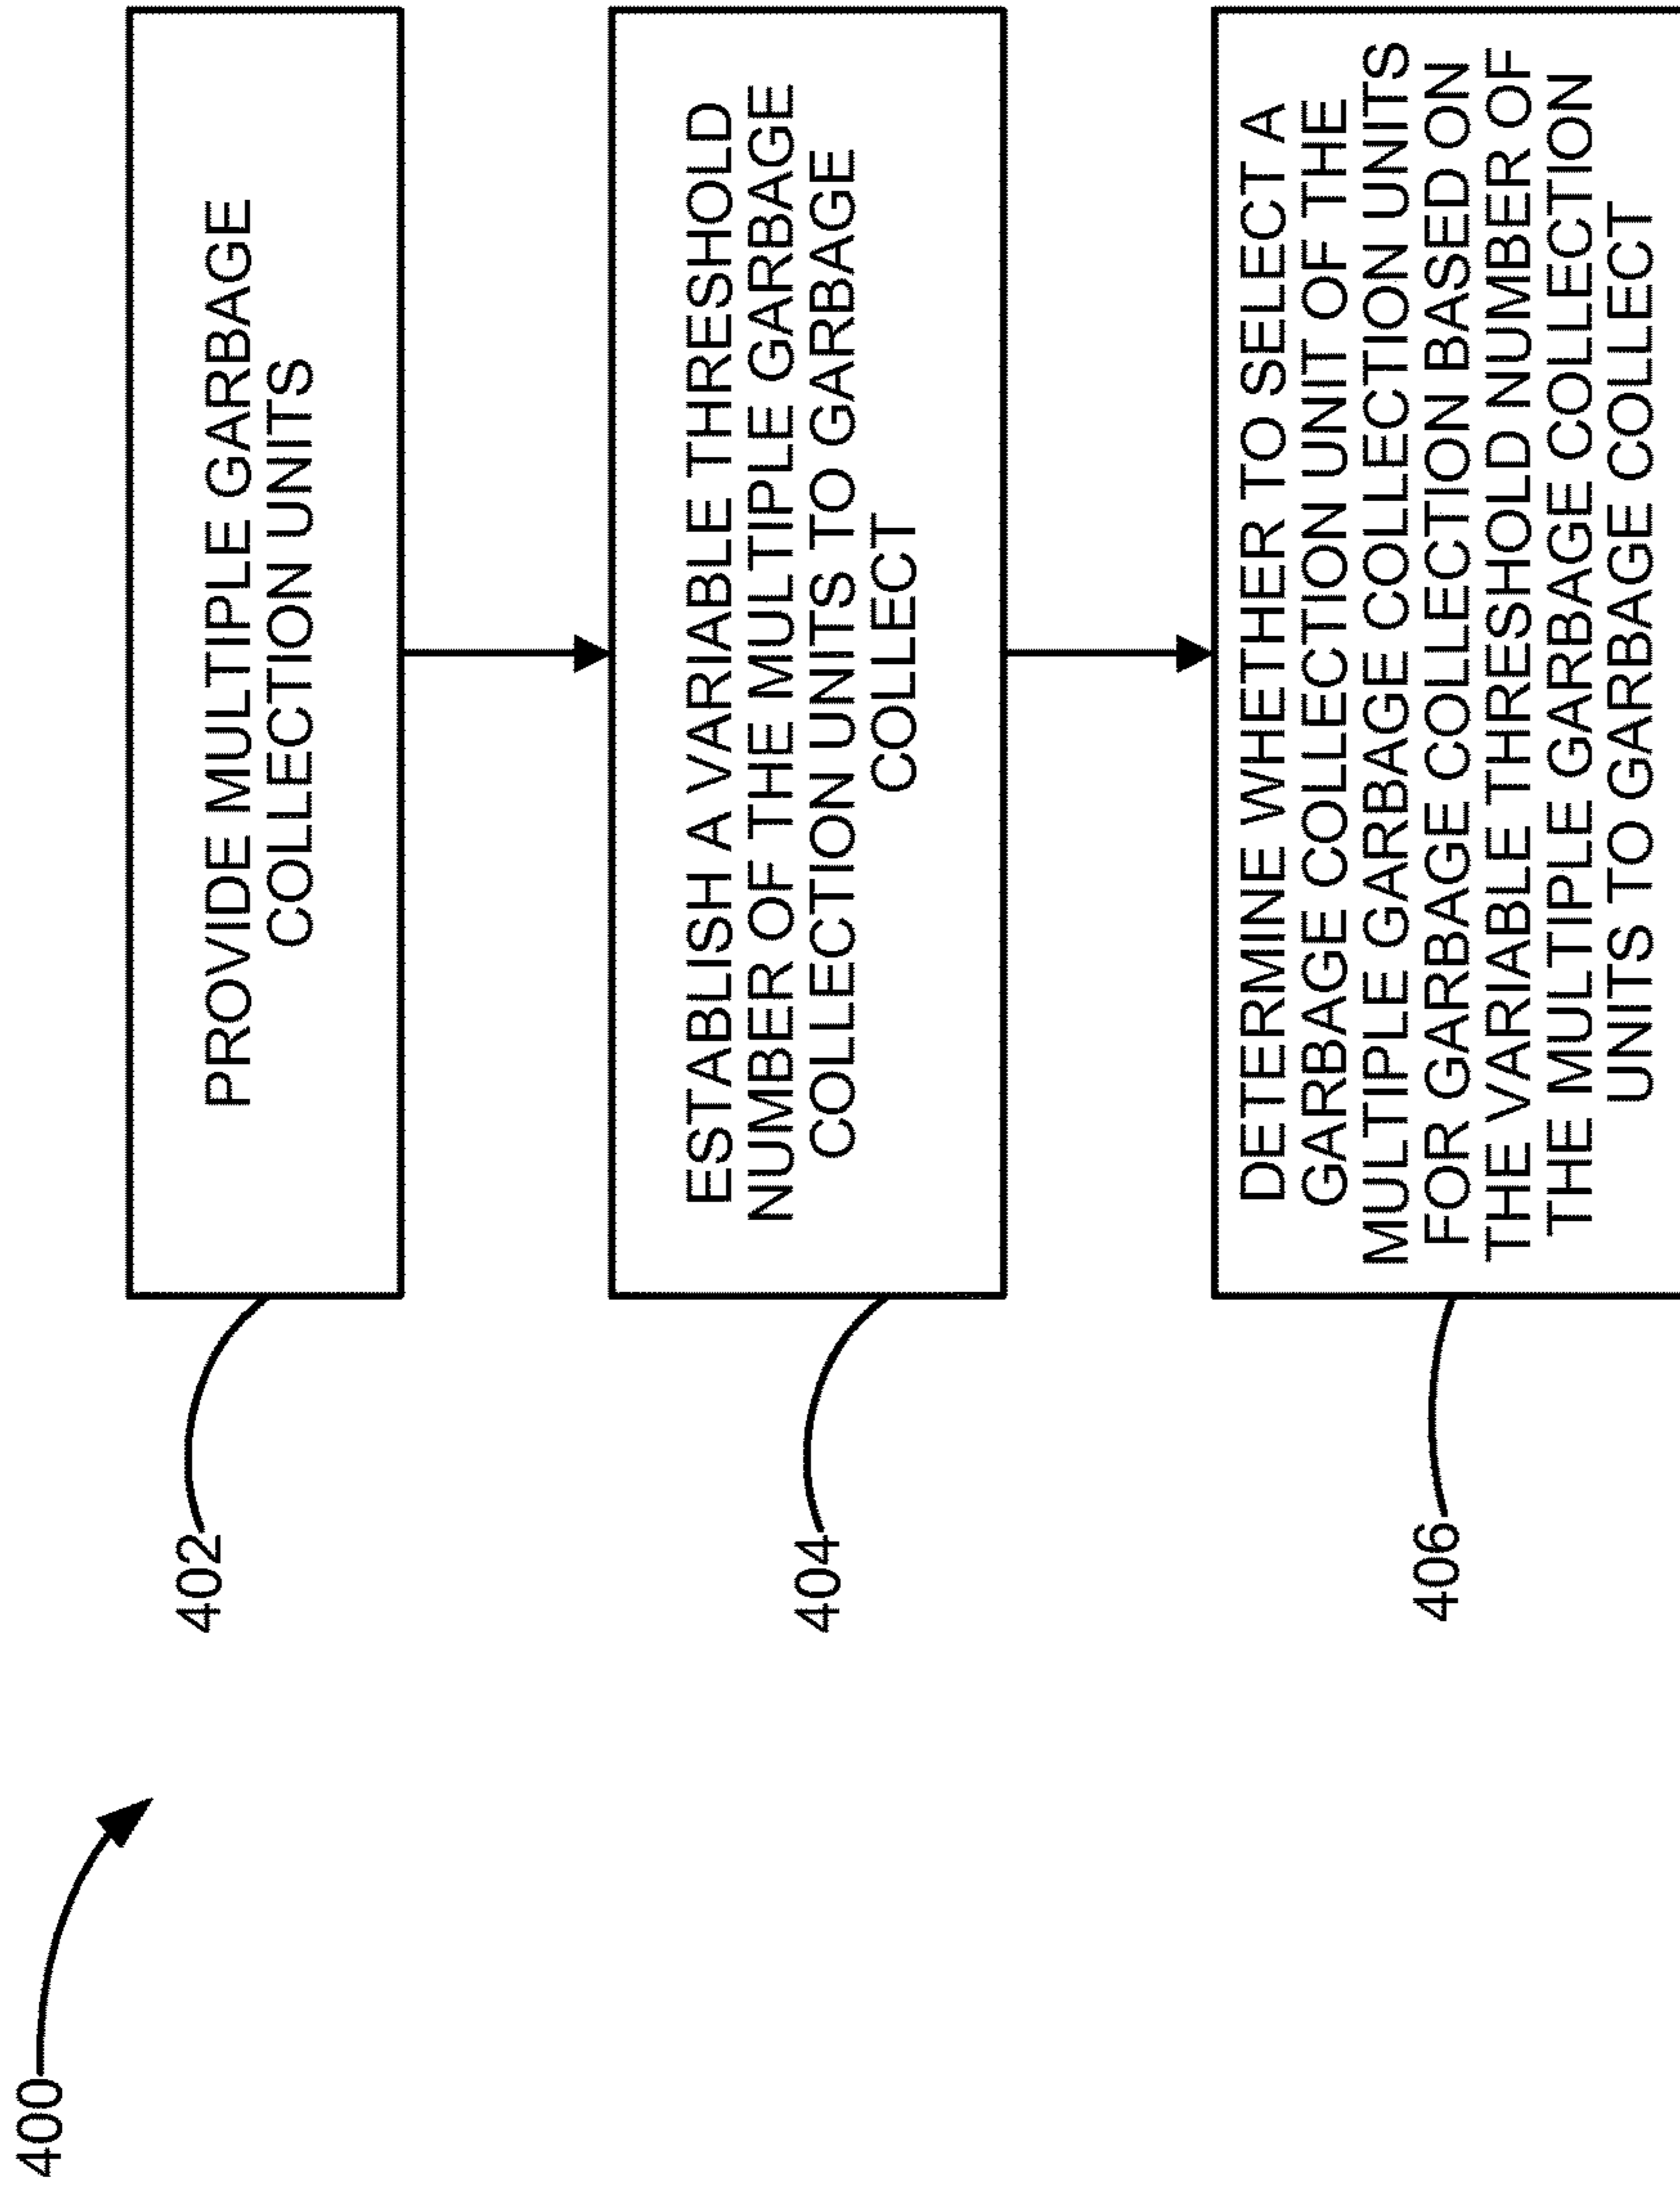 400
402
PROVIDE MULTIPLE GARBAGE
COLLECTION UNITS
404
ESTABLISH A VARIABLE THRESHOLD
NUMBER OF THE MULTIPLE GARBAGE
COLLECTION UNITS TO GARBAGE
COLLECT
406
DETERMINE WHETHER TO SELECT A
GARBAGE COLLECTION UNIT OF THE
MULTIPLE GARBAGE COLLECTION UNITS
FOR GARBAGE COLLECTION BASED ON
THE VARIABLE THRESHOLD NUMBER OF
THE MULTIPLE GARBAGE COLLECTION
UNITS TO GARBAGE COLLECT